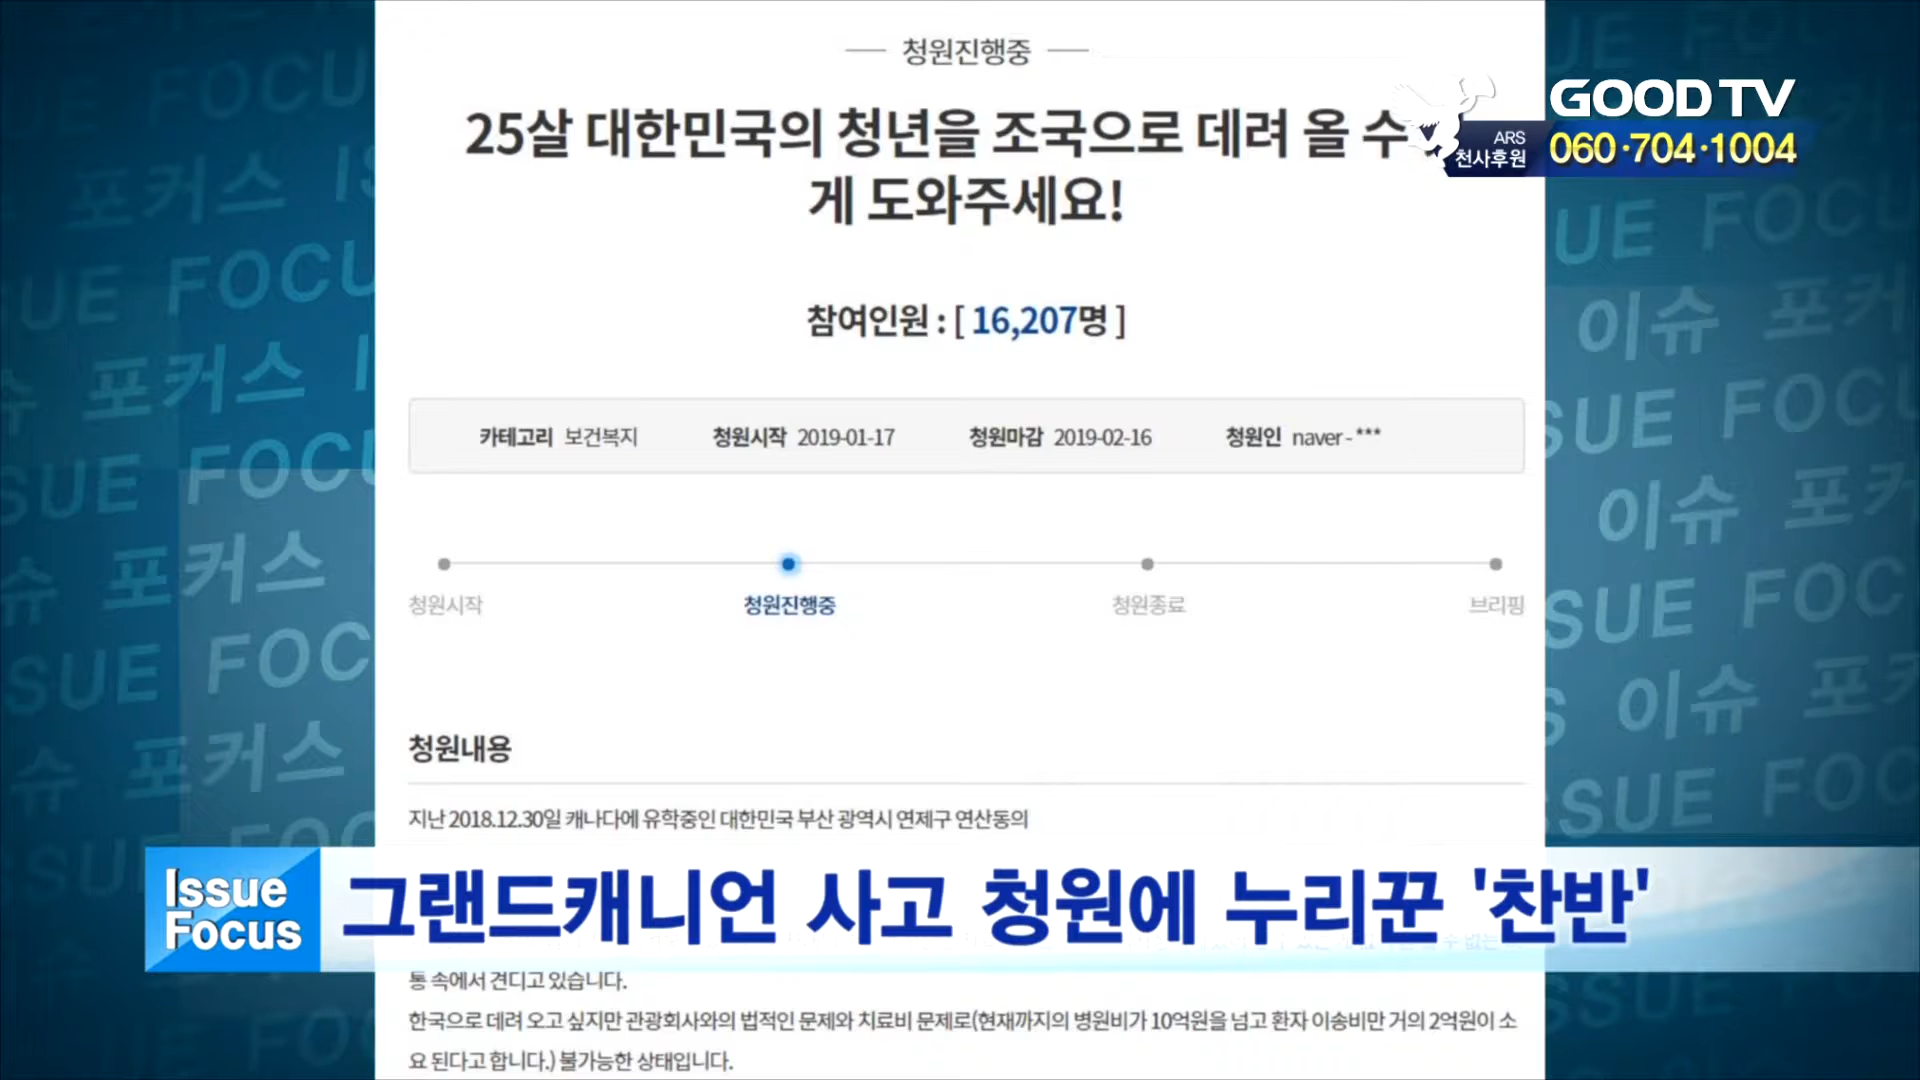 청원진행중
GOODTV
ARS
천사후원
060·704·1004
25살 대한민국의 청년을 조국으로 데려 올 수
게 도와주세요!
참여인원 : [ 16,207명 ]
카테고리 보건복지 청원시작 2019-01-17 청원마감 2019-02-16 청원인 naver - ***
청원시작 청원진행중 청원종료 브리핑
청원내용
지난 2018.12.30일 캐나다에 유학중인 대한민국 부산 광역시 연제구 연산동의
Issue
Focus
그랜드캐니언 사고 청원에 누리꾼 '찬반'
통 속에서 견디고 있습니다.
한국으로 데려 오고 싶지만 관광회사와의 법적인 문제와 치료비 문제로(현재까지의 병원비가 10억원을 넘고 환자 이송비만 거의 2억원이 소
요 된다고 합니다.) 불가능한 상태입니다.
ISSUE FOCUS
이슈 포커스